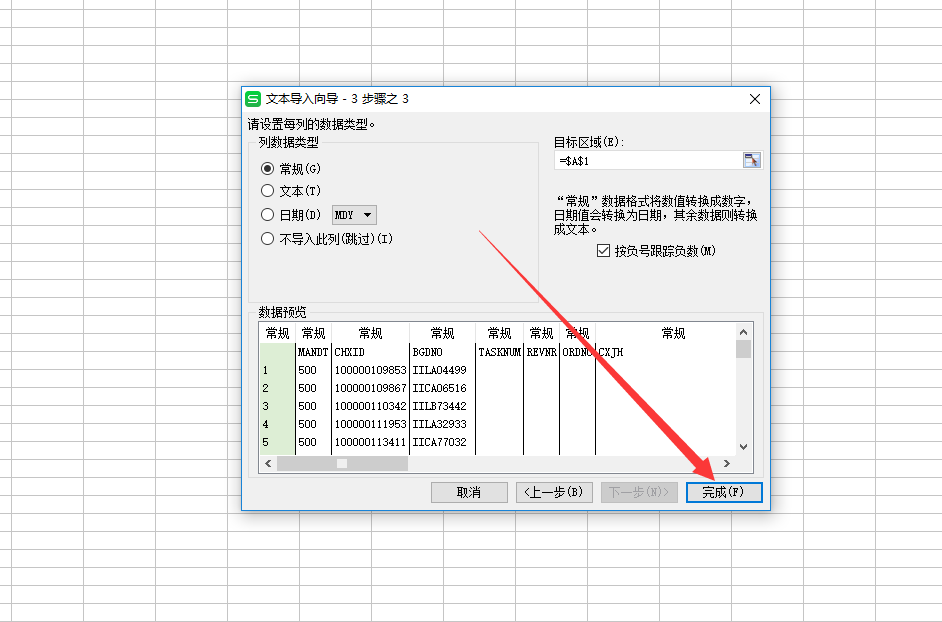 文本导入向导 - 3 步骤之 3
请设置每列的数据类型。
列数据类型
常规(G)
文本(T)
日期(D) MDY
不导入此列(跳过)(I)
目标区域(E):
=$A$1
“常规”数据格式将数值转换成数字，
日期值会转换为日期，其余数据则转换
成文本。
按负号跟踪负数(M)
数据预览
常规 常规 常规 常规 常规 常规 常规 常规
MANDT CHXID BGDNO TASKNUM REVNR ORDNO CXJH
1 500 100000109853 IILA04499
2 500 100000109867 IICA06516
3 500 100000110342 IILB73442
4 500 100000111953 IILA32933
5 500 100000113411 IICA77032
取消 <上一步(B) 下一步(N)> 完成(F)